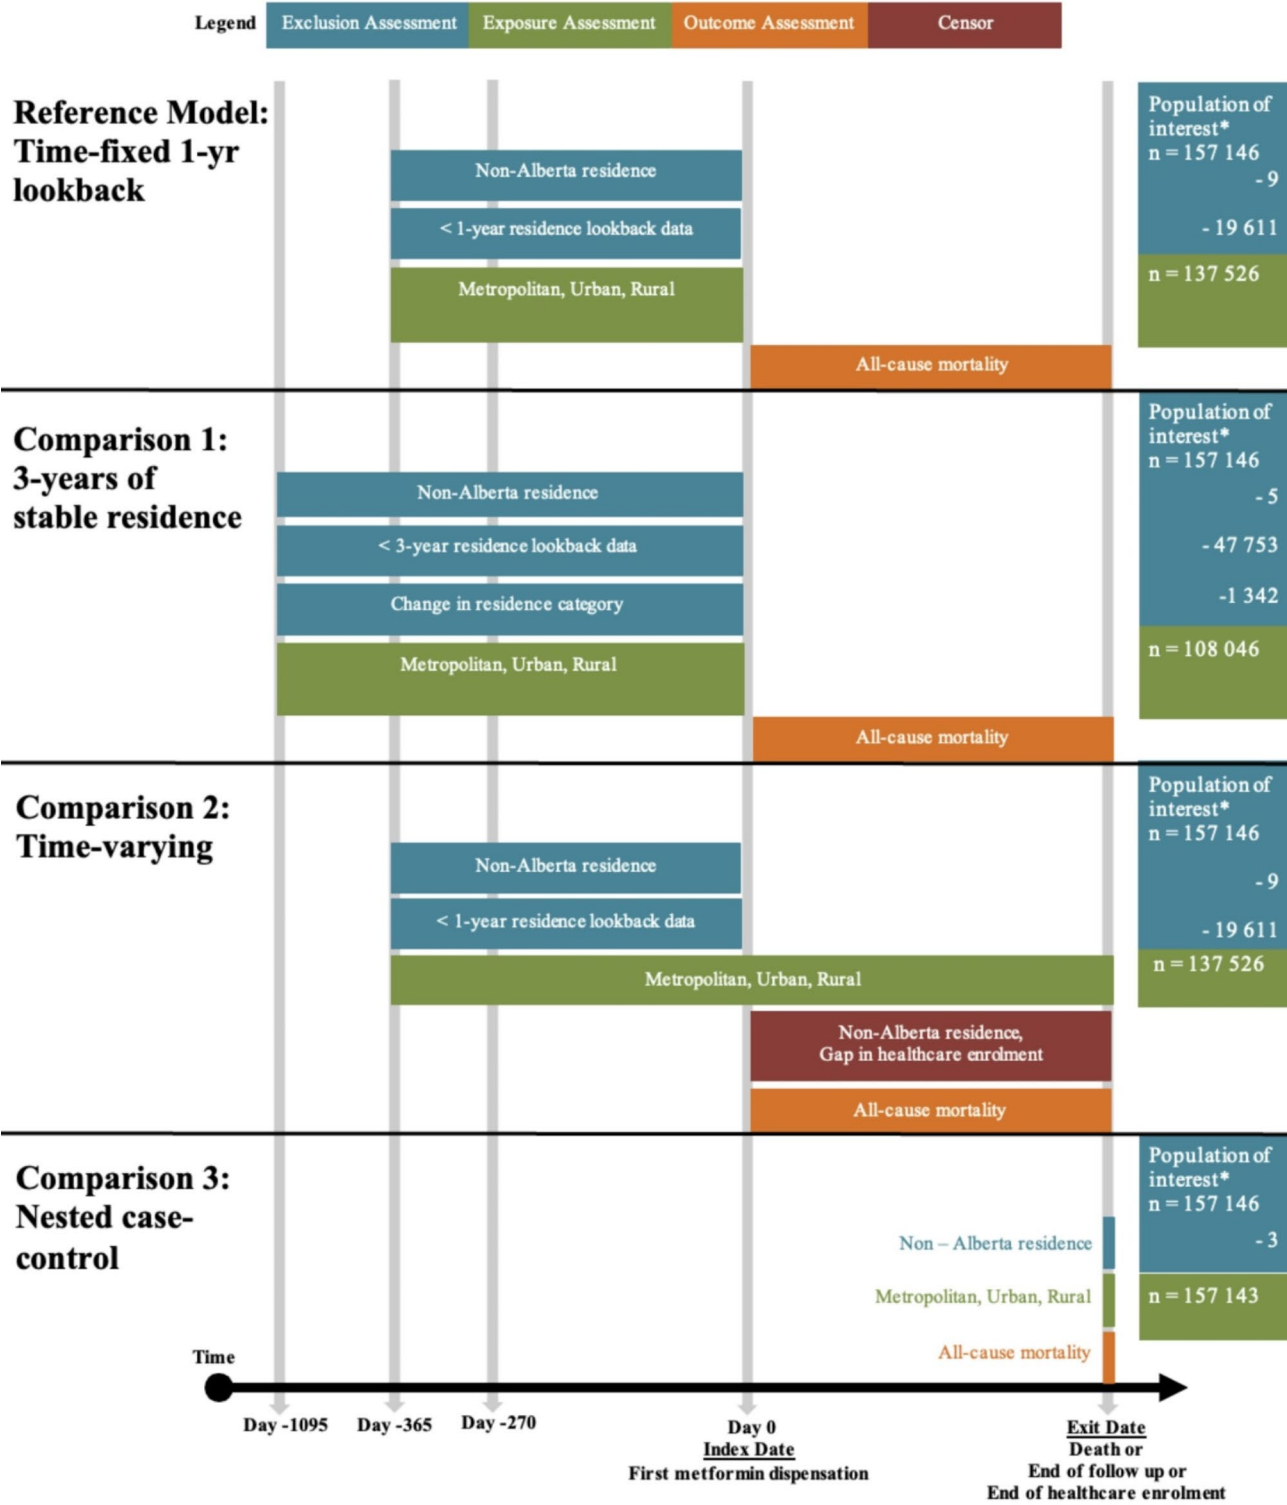 Legend Exclusion Assessment Exposure Assessment Outcome Assessment Censor
Reference Model:
Time-fixed 1-yr
lookback
Non-Alberta residence
< 1-year residence lookback data
Metropolitan, Urban, Rural
All-cause mortality
Population of
interest*
n = 157 146
- 9
- 19 611
n = 137 526
Comparison 1:
3-years of
stable residence
Non-Alberta residence
< 3-year residence lookback data
Change in residence category
Metropolitan, Urban, Rural
All-cause mortality
Population of
interest*
n = 157 146
- 5
- 47 753
-1 342
n = 108 046
Comparison 2:
Time-varying
Non-Alberta residence
< 1-year residence lookback data
Metropolitan, Urban, Rural
Non-Alberta residence,
Gap in healthcare enrolment
All-cause mortality
Population of
interest*
n = 157 146
- 9
- 19 611
n = 137 526
Comparison 3:
Nested case-
control
Non – Alberta residence
Metropolitan, Urban, Rural
All-cause mortality
Population of
interest*
n = 157 146
- 3
n = 157 143
Time
Day -1095 Day -365 Day -270
Day 0
Index Date
First metformin dispensation
Exit Date
Death or
End of follow up or
End of healthcare enrolment